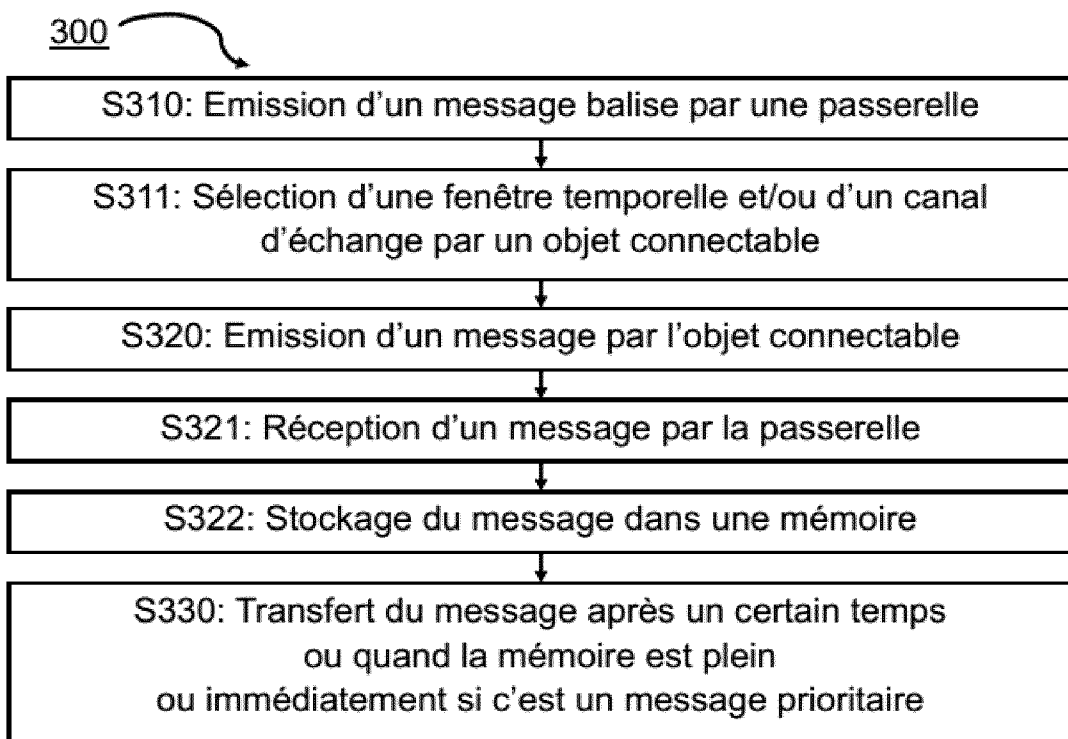 300
S310: Emission d'un message balise par une passerelle
S311: Sélection d'une fenêtre temporelle et/ou d'un canal
d'échange par un objet connectable
S320: Emission d'un message par l'objet connectable
S321: Réception d'un message par la passerelle
S322: Stockage du message dans une mémoire
S330: Transfert du message après un certain temps
ou quand la mémoire est plein
ou immédiatement si c'est un message prioritaire